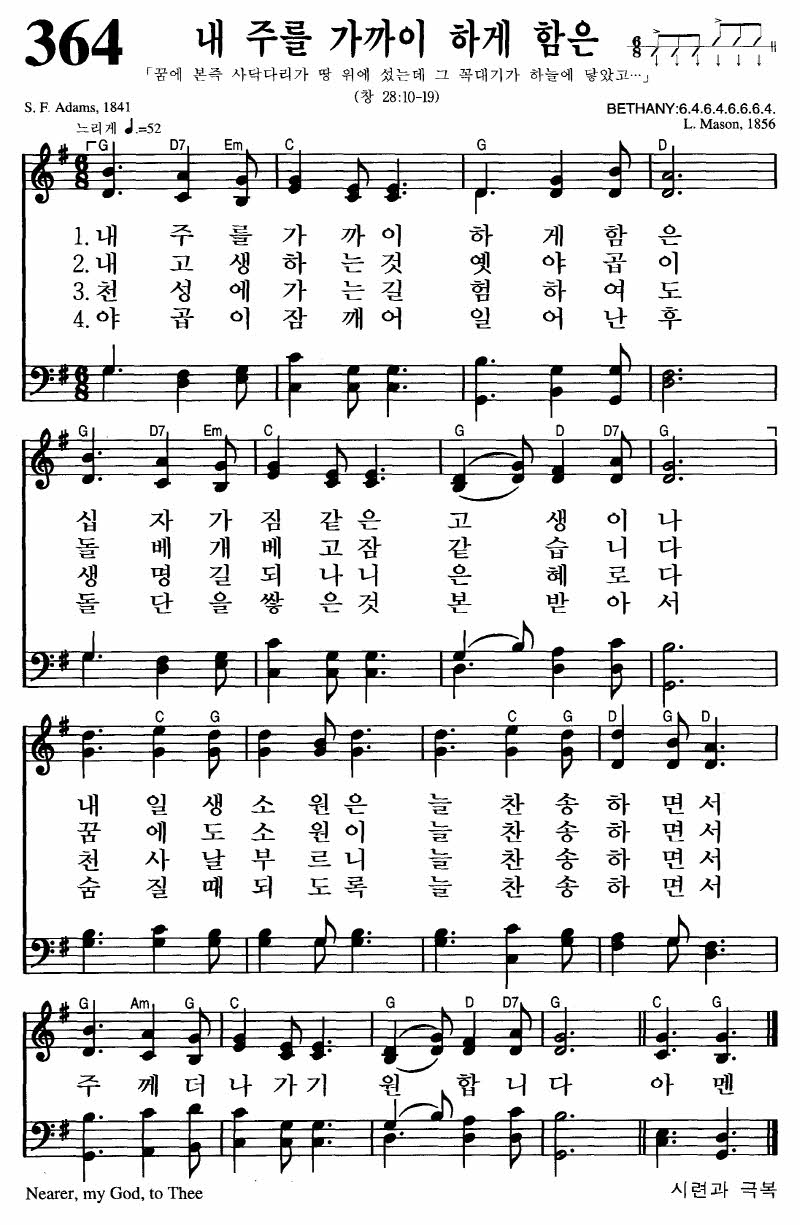 364 내 주를 가까이 하게 함은
「꿈에 본즉 사닥다리가 땅 위에 섰는데 그 꼭대기가 하늘에 닿았고…」
(창 28:10-19)
S. F. Adams, 1841 BETHANY:6.4.6.4.6.6.6.4.
느리게 ♩.=52 L. Mason, 1856
G D7 Em C G D
6/8
1. 내 주 를 가 까 이 하 게 함 은
2. 내 고 생 하 는 것 옛 야 곱 이
3. 천 성 에 가 는 길 험 하 여 도
4. 야 곱 이 잠 깨 어 일 어 난 후
G D7 Em C G D D7 G
십 자 가 짐 같 은 고 생 이 나
돌 베 개 베 고 잠 같 습 니 다
생 명 길 되 나 니 은 혜 로 다
돌 단 을 쌓 은 것 본 받 아 서
C G C G D G D
내 일 생 소 원 은 늘 찬 송 하 면 서
꿈 에 도 소 원 이 늘 찬 송 하 면 서
천 사 날 부 르 니 늘 찬 송 하 면 서
숨 질 때 되 도 록 늘 찬 송 하 면 서
G Am G C G D D7 G C G
주 께 더 나 가 기 원 합 니 다 아 멘
Nearer, my God, to Thee 시련과 극복